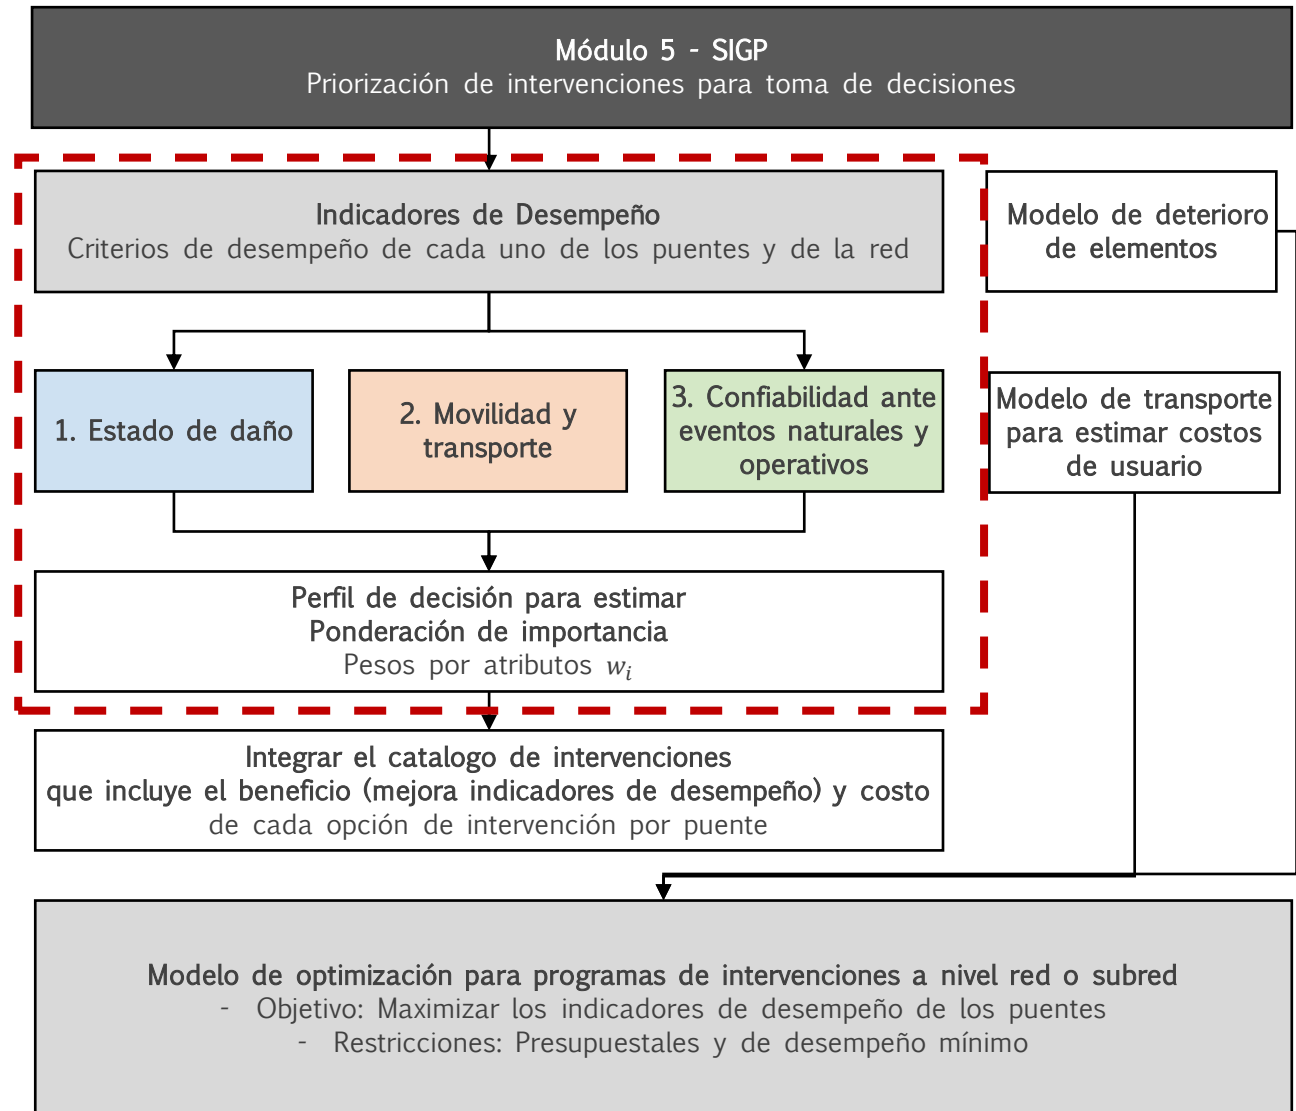 Módulo 5 - SIGP
Priorización de intervenciones para toma de decisiones
Indicadores de Desempeño
Criterios de desempeño de cada uno de los puentes y de la red
Modelo de deterioro
de elementos
1. Estado de daño
2. Movilidad y
transporte
3. Confiabilidad ante
eventos naturales y
operativos
Modelo de transporte
para estimar costos
de usuario
Perfil de decisión para estimar
Ponderación de importancia
Pesos por atributos wᵢ
Integrar el catalogo de intervenciones
que incluye el beneficio (mejora indicadores de desempeño) y costo
de cada opción de intervención por puente
Modelo de optimización para programas de intervenciones a nivel red o subred
- Objetivo: Maximizar los indicadores de desempeño de los puentes
- Restricciones: Presupuestales y de desempeño mínimo